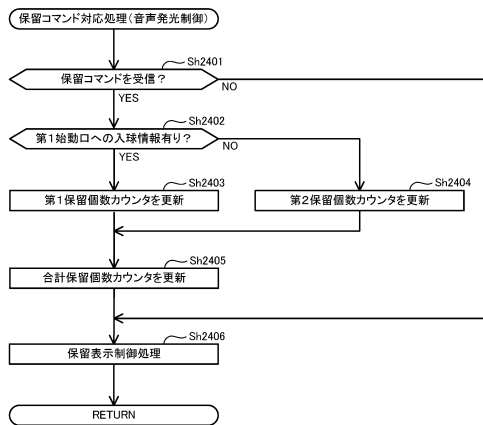 保留コマンド対応処理(音声発光制御)
Sh2401
保留コマンドを受信?
NO
YES
Sh2402
第1始動口への入球情報有り?
NO
YES
Sh2403
第1保留個数カウンタを更新
Sh2404
第2保留個数カウンタを更新
Sh2405
合計保留個数カウンタを更新
Sh2406
保留表示制御処理
RETURN